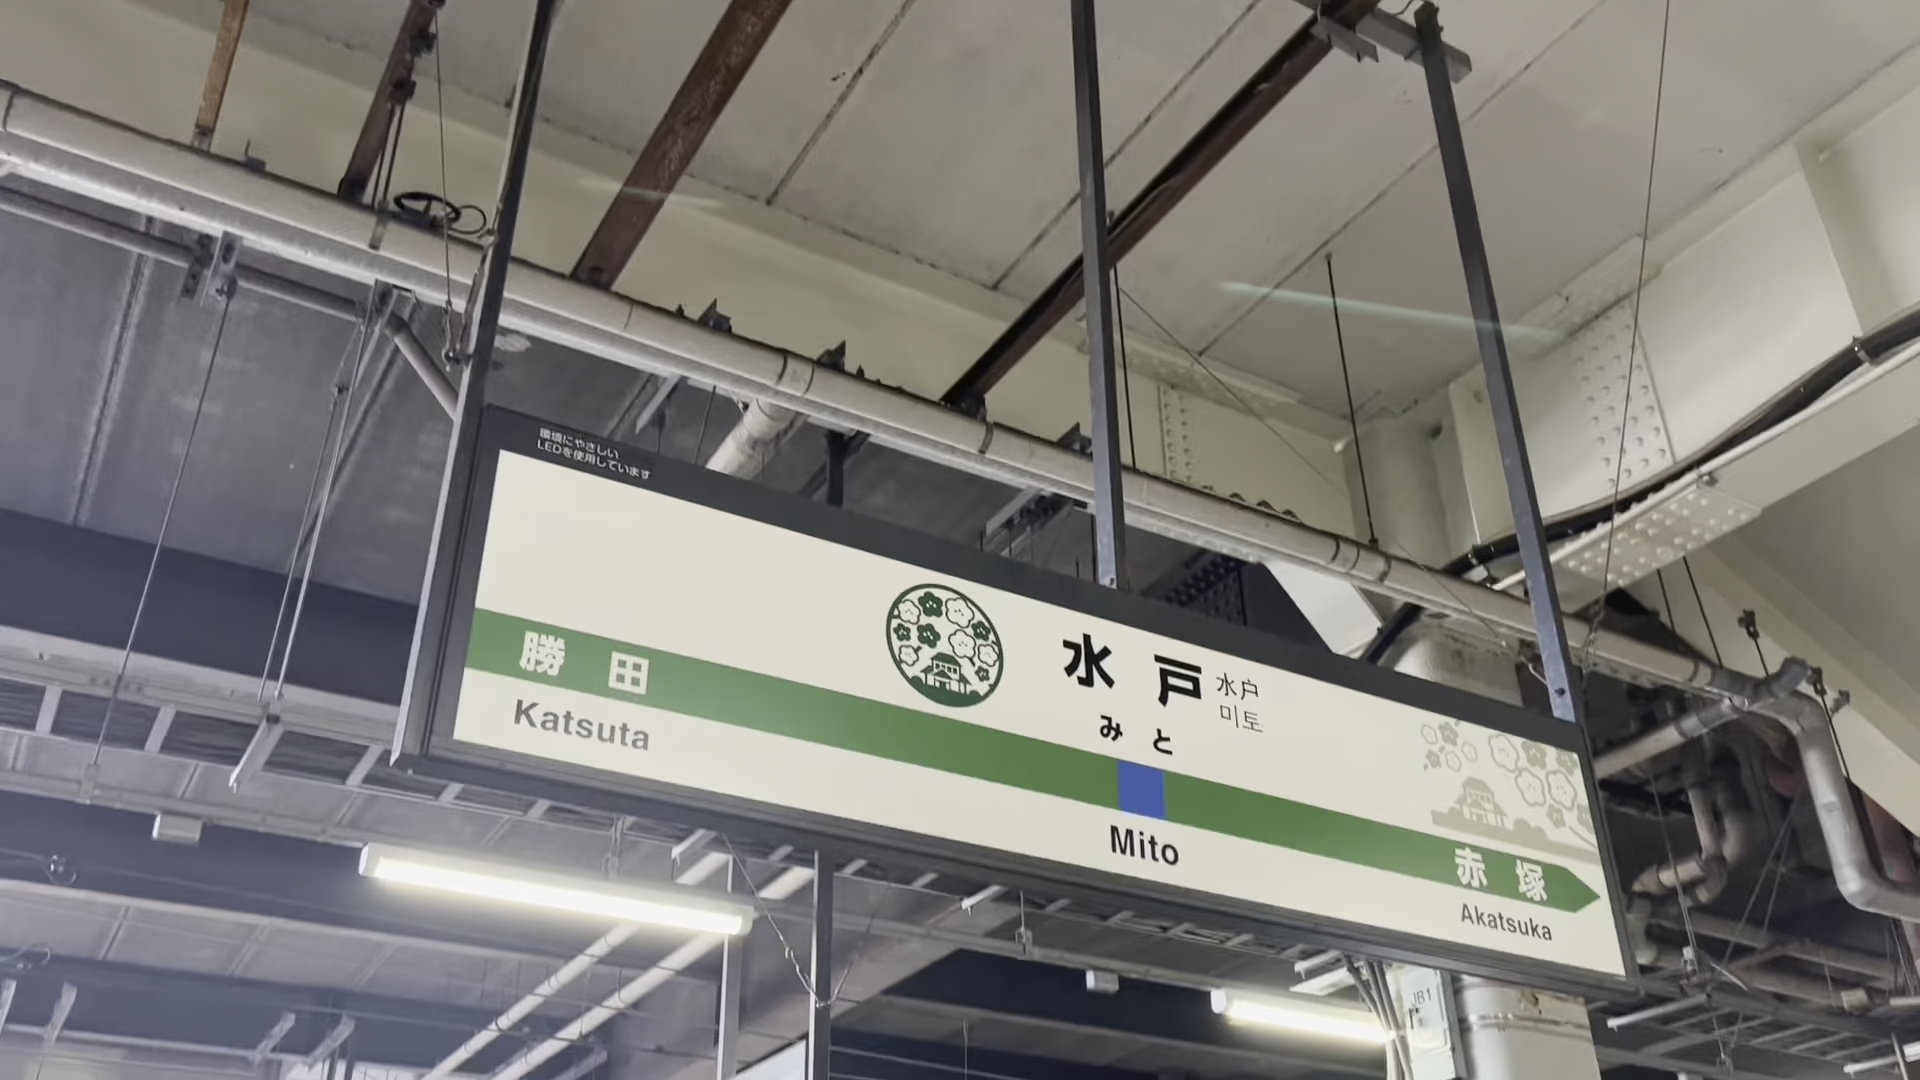 環境にやさしい
LEDを使用しています
水戸
水户
미토
みと
勝田
Katsuta
Mito
赤塚
Akatsuka
JB1